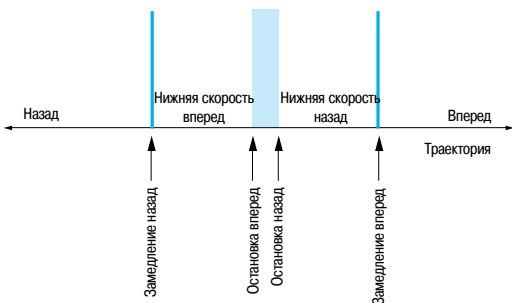 Нижняя скорость
вперед
Нижняя скорость
назад
Назад
Вперед
Траектория
Замедление назад
Остановка вперед
Остановка назад
Замедление вперед